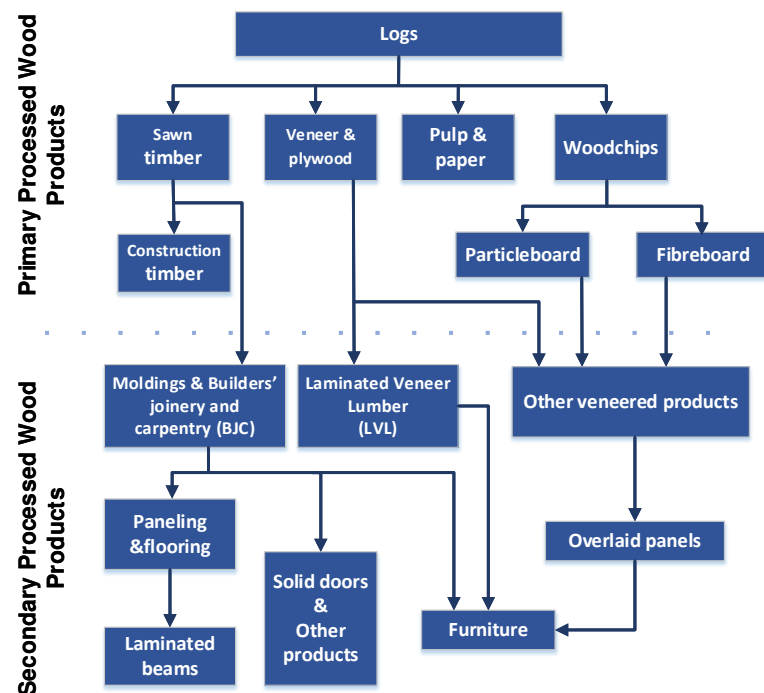 Primary Processed Wood
Products
Logs
Sawn
timber
Veneer &
plywood
Pulp &
paper
Woodchips
Construction
timber
Particleboard
Fibreboard
Secondary Processed Wood
Products
Moldings & Builders’
joinery and
carpentry (BJC)
Laminated Veneer
Lumber
(LVL)
Other veneered products
Paneling
&flooring
Solid doors
&
Other
products
Overlaid panels
Laminated
beams
Furniture